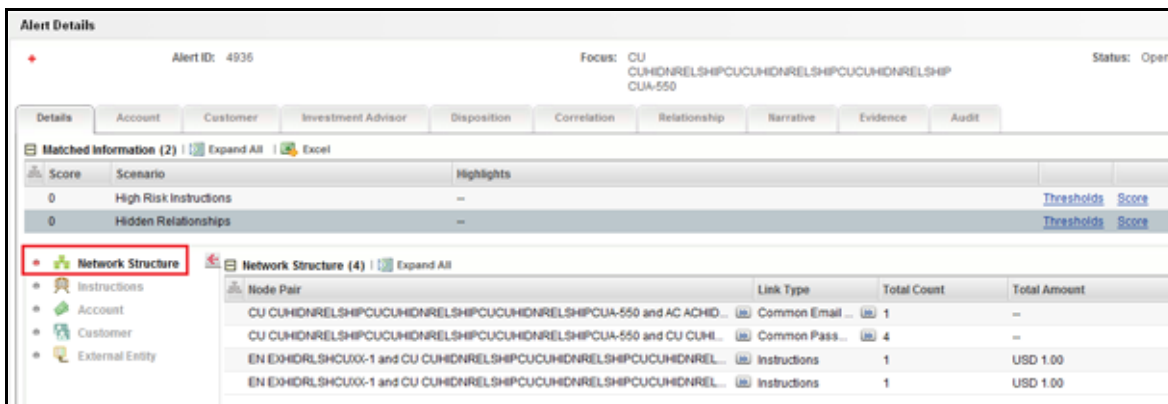 Alert Details
Alert ID: 4936 Focus: CU Status: Open
CUHIDNRELSHIPCUCUHIDNRELSHIPCUCUHIDNRELSHIP
CUA-550
Details Account Customer Investment Advisor Disposition Correlation Relationship Narrative Evidence Audit
Matched Information (2) | Expand All | Excel
Score Scenario Highlights
0 High Risk Instructions -- Thresholds Score
0 Hidden Relationships -- Thresholds Score
Network Structure
Instructions
Account
Customer
External Entity
Network Structure (4) | Expand All
Node Pair Link Type Total Count Total Amount
CU CUHIDNRELSHIPCUCUHIDNRELSHIPCUCUHIDNRELSHIPCUA-550 and AC ACHID... Common Email ... 1 --
CU CUHIDNRELSHIPCUCUHIDNRELSHIPCUCUHIDNRELSHIPCUA-550 and CU CUHI... Common Pass... 4 --
EN EXHIDRLSHCUXX-1 and CU CUHIDNRELSHIPCUCUHIDNRELSHIPCUCUHIDNREL... Instructions 1 USD 1.00
EN EXHIDRLSHCUXX-1 and CU CUHIDNRELSHIPCUCUHIDNRELSHIPCUCUHIDNREL... Instructions 1 USD 1.00